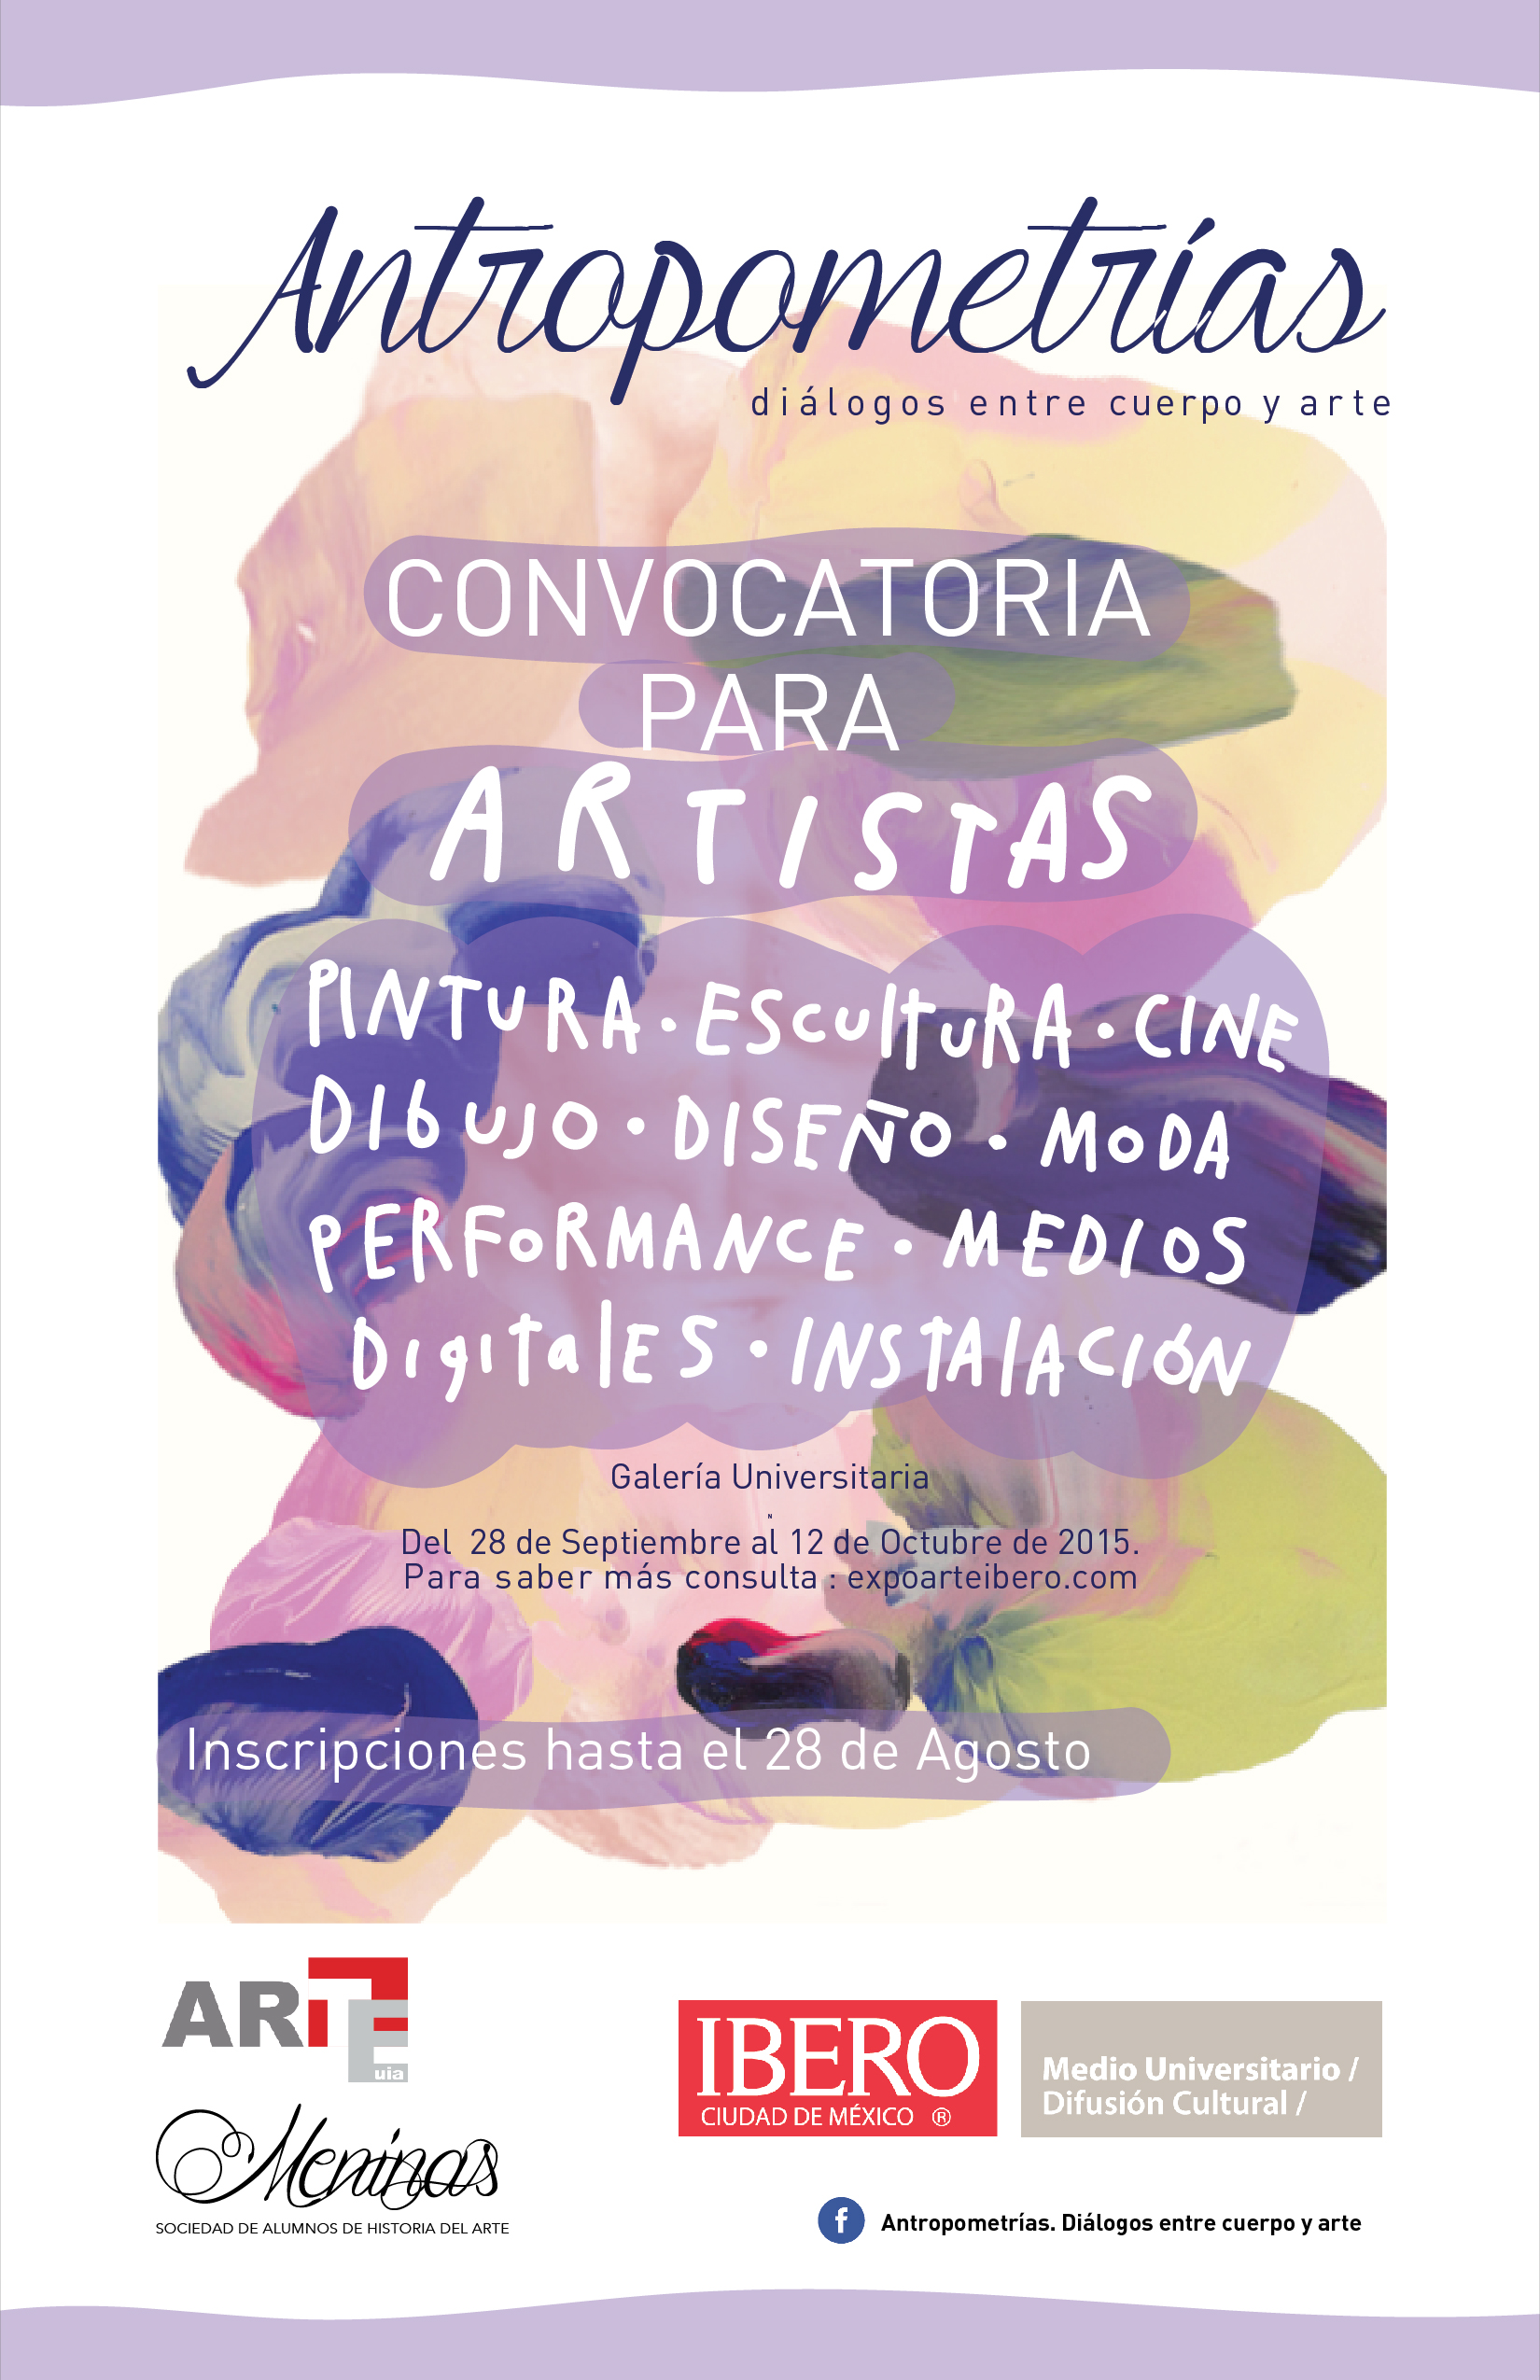 Antropometrías
diálogos entre cuerpo y arte
CONVOCATORIA
PARA
ARTISTAS
PINTURA · ESCULTURA · CINE
DIBUJO · DISEÑO · MODA
PERFORMANCE · MEDIOS
DIGITALES · INSTALACIÓN
Galería Universitaria
N
Del 28 de Septiembre al 12 de Octubre de 2015.
Para saber más consulta : expoarteibero.com
Inscripciones hasta el 28 de Agosto
ARTE
uia
Meninas
SOCIEDAD DE ALUMNOS DE HISTORIA DEL ARTE
IBERO
CIUDAD DE MÉXICO ®
Medio Universitario /
Difusión Cultural /
f Antropometrías. Diálogos entre cuerpo y arte